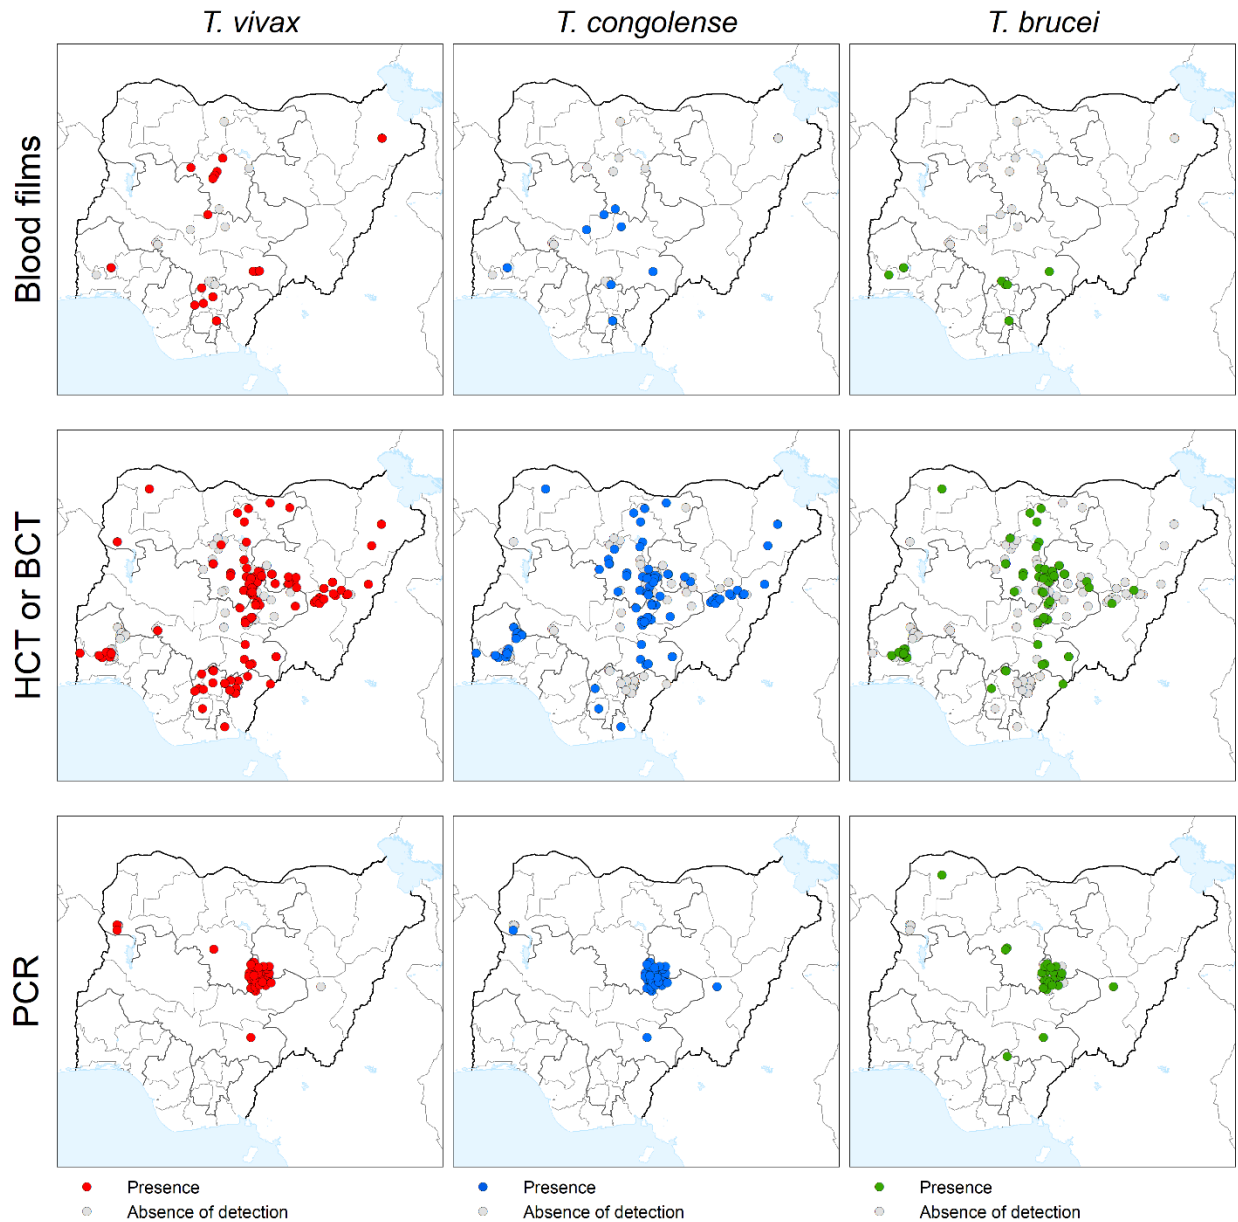 T. vivax
T. congolense
T. brucei
Blood films
HCT or BCT
PCR
Presence
Absence of detection
Presence
Absence of detection
Presence
Absence of detection